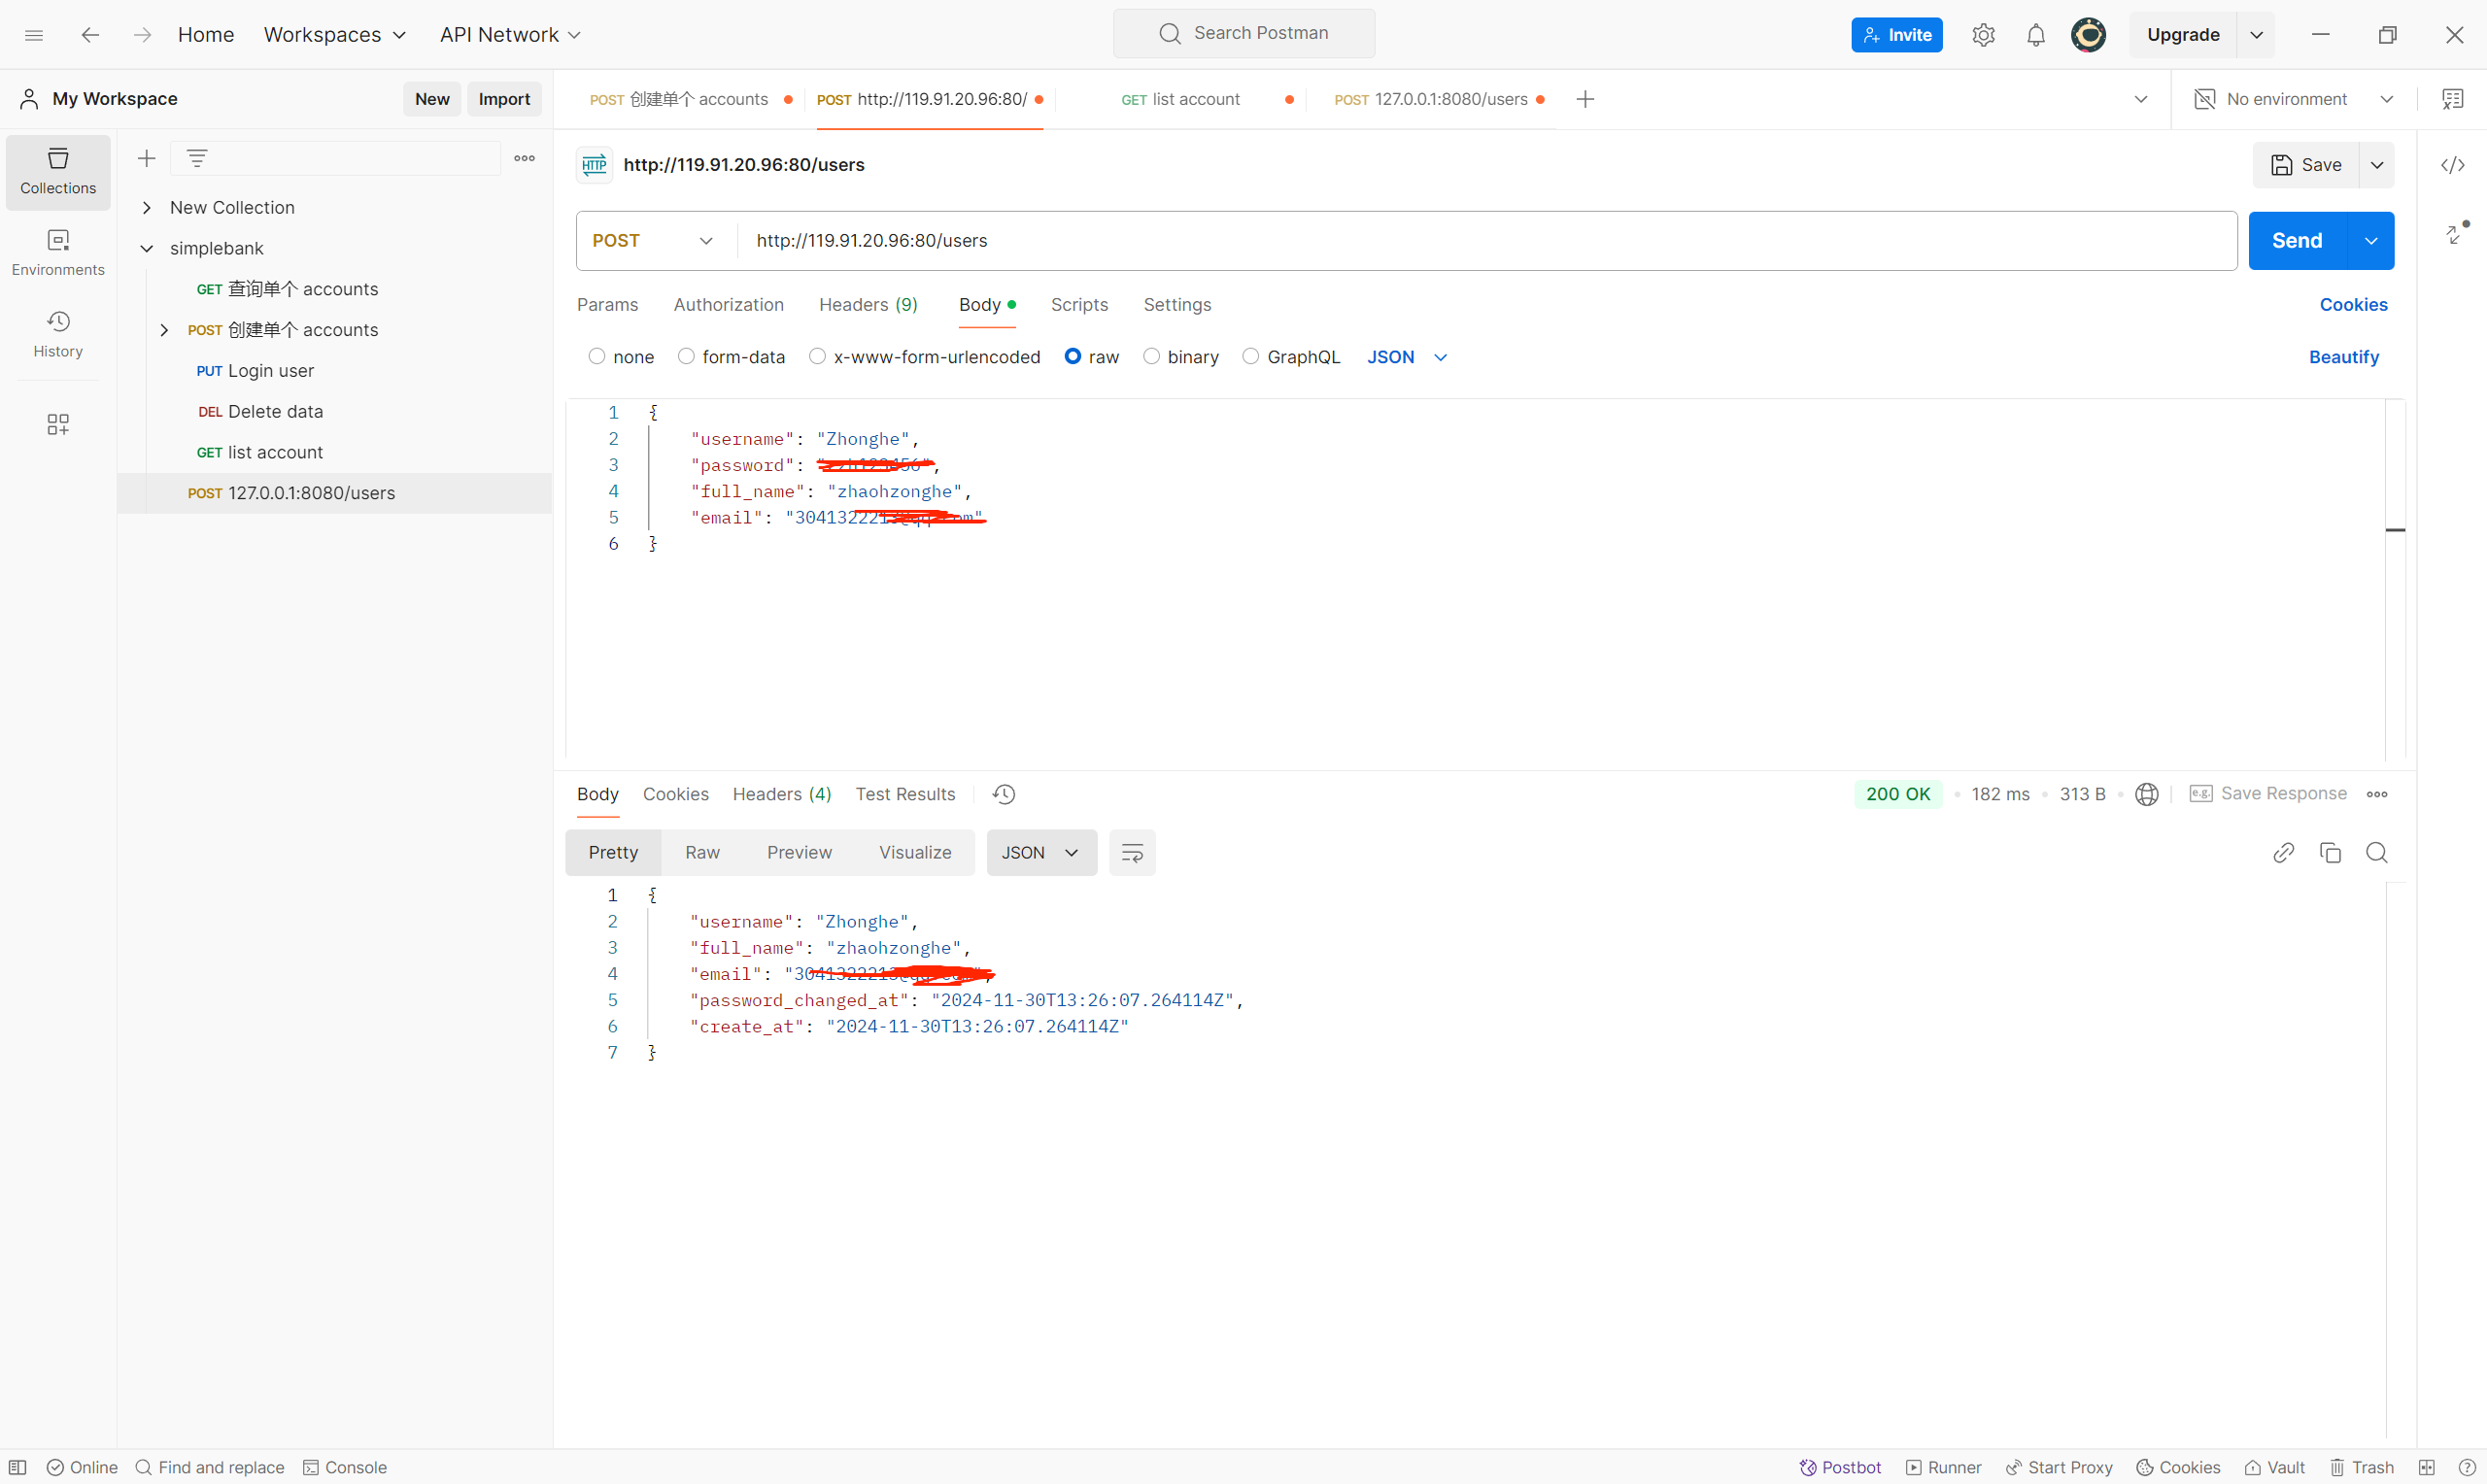 Home Workspaces API Network Search Postman Invite Upgrade
My Workspace New Import
POST 创建单个 accounts POST http://119.91.20.96:80/ GET list account POST 127.0.0.1:8080/users No environment
Collections
Environments
History
New Collection
simplebank
GET 查询单个 accounts
POST 创建单个 accounts
PUT Login user
DEL Delete data
GET list account
POST 127.0.0.1:8080/users
HTTP http://119.91.20.96:80/users Save
POST http://119.91.20.96:80/users Send
Params Authorization Headers (9) Body Scripts Settings Cookies
none form-data x-www-form-urlencoded raw binary GraphQL JSON Beautify
1 {
2 "username": "Zhonghe",
3 "password":
4 "full_name": "zhaohzonghe",
5 "email":
6 }
Body Cookies Headers (4) Test Results 200 OK 182 ms 313 B e.g. Save Response
Pretty Raw Preview Visualize JSON
1 {
2 "username": "Zhonghe",
3 "full_name": "zhaohzonghe",
4 "email":
5 "password_changed_at": "2024-11-30T13:26:07.264114Z",
6 "create_at": "2024-11-30T13:26:07.264114Z"
7 }
Online Find and replace Console Postbot Runner Start Proxy Cookies Vault Trash